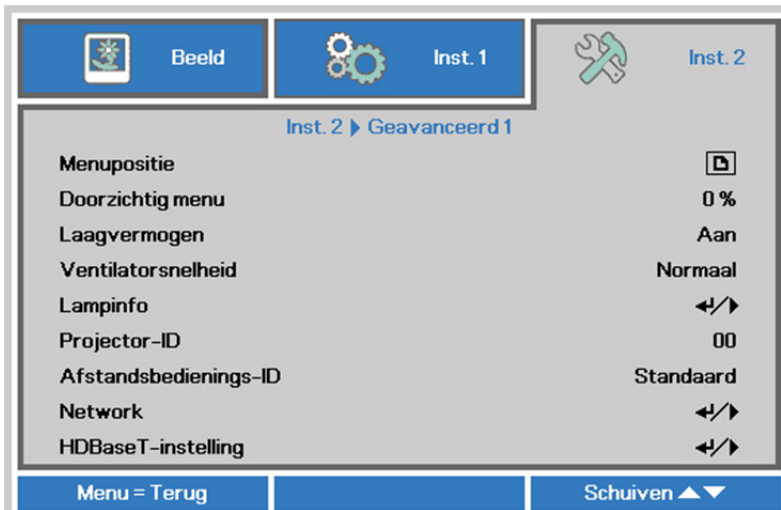 Beeld Inst. 1 Inst. 2
Inst. 2 ▶ Geavanceerd 1
Menupositie
Doorzichtig menu 0 %
Laagvermogen Aan
Ventilatorsnelheid Normaal
Lampinfo ↵/▶
Projector-ID 00
Afstandsbedienings-ID Standaard
Network ↵/▶
HDBaseT-instelling ↵/▶
Menu = Terug Schuiven ▲▼